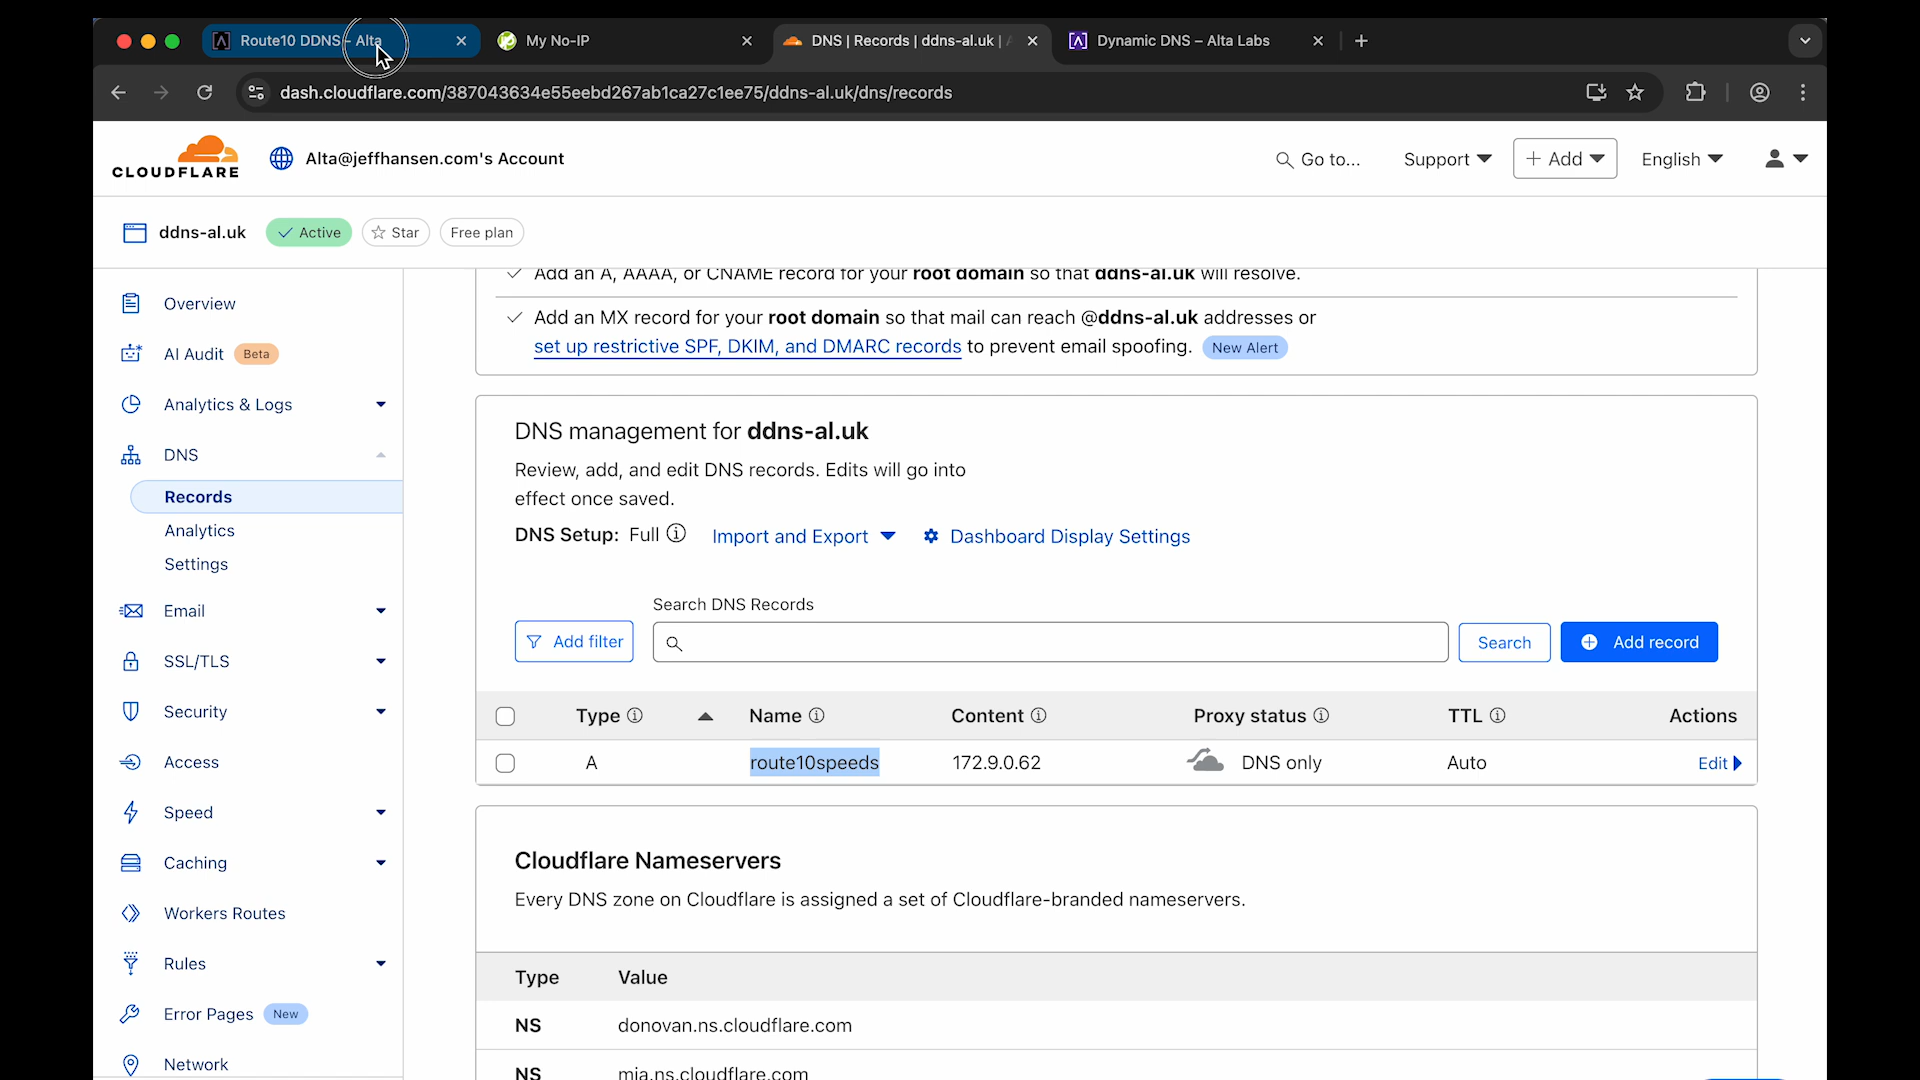 Route10 DDNS – Alta
My No-IP
DNS | Records | ddns-al.uk |
Dynamic DNS – Alta Labs
dash.cloudflare.com/387043634e55eebd267ab1ca27c1ee75/ddns-al.uk/dns/records
CLOUDFLARE
Alta@jeffhansen.com's Account
Go to...
Support
Add
English
ddns-al.uk
Active
Star
Free plan
Overview
AI Audit
Beta
Analytics & Logs
DNS
Records
Analytics
Settings
Email
SSL/TLS
Security
Access
Speed
Caching
Workers Routes
Rules
Error Pages
New
Network
Add an A, AAAA, or CNAME record for your root domain so that ddns-al.uk will resolve.
Add an MX record for your root domain so that mail can reach @ddns-al.uk addresses or
set up restrictive SPF, DKIM, and DMARC records to prevent email spoofing. New Alert
DNS management for ddns-al.uk
Review, add, and edit DNS records. Edits will go into
effect once saved.
DNS Setup: Full
Import and Export
Dashboard Display Settings
Search DNS Records
Add filter
Search
Add record
Type Name Content Proxy status TTL Actions
A route10speeds 172.9.0.62 DNS only Auto Edit
Cloudflare Nameservers
Every DNS zone on Cloudflare is assigned a set of Cloudflare-branded nameservers.
Type Value
NS donovan.ns.cloudflare.com
NS mia.ns.cloudflare.com